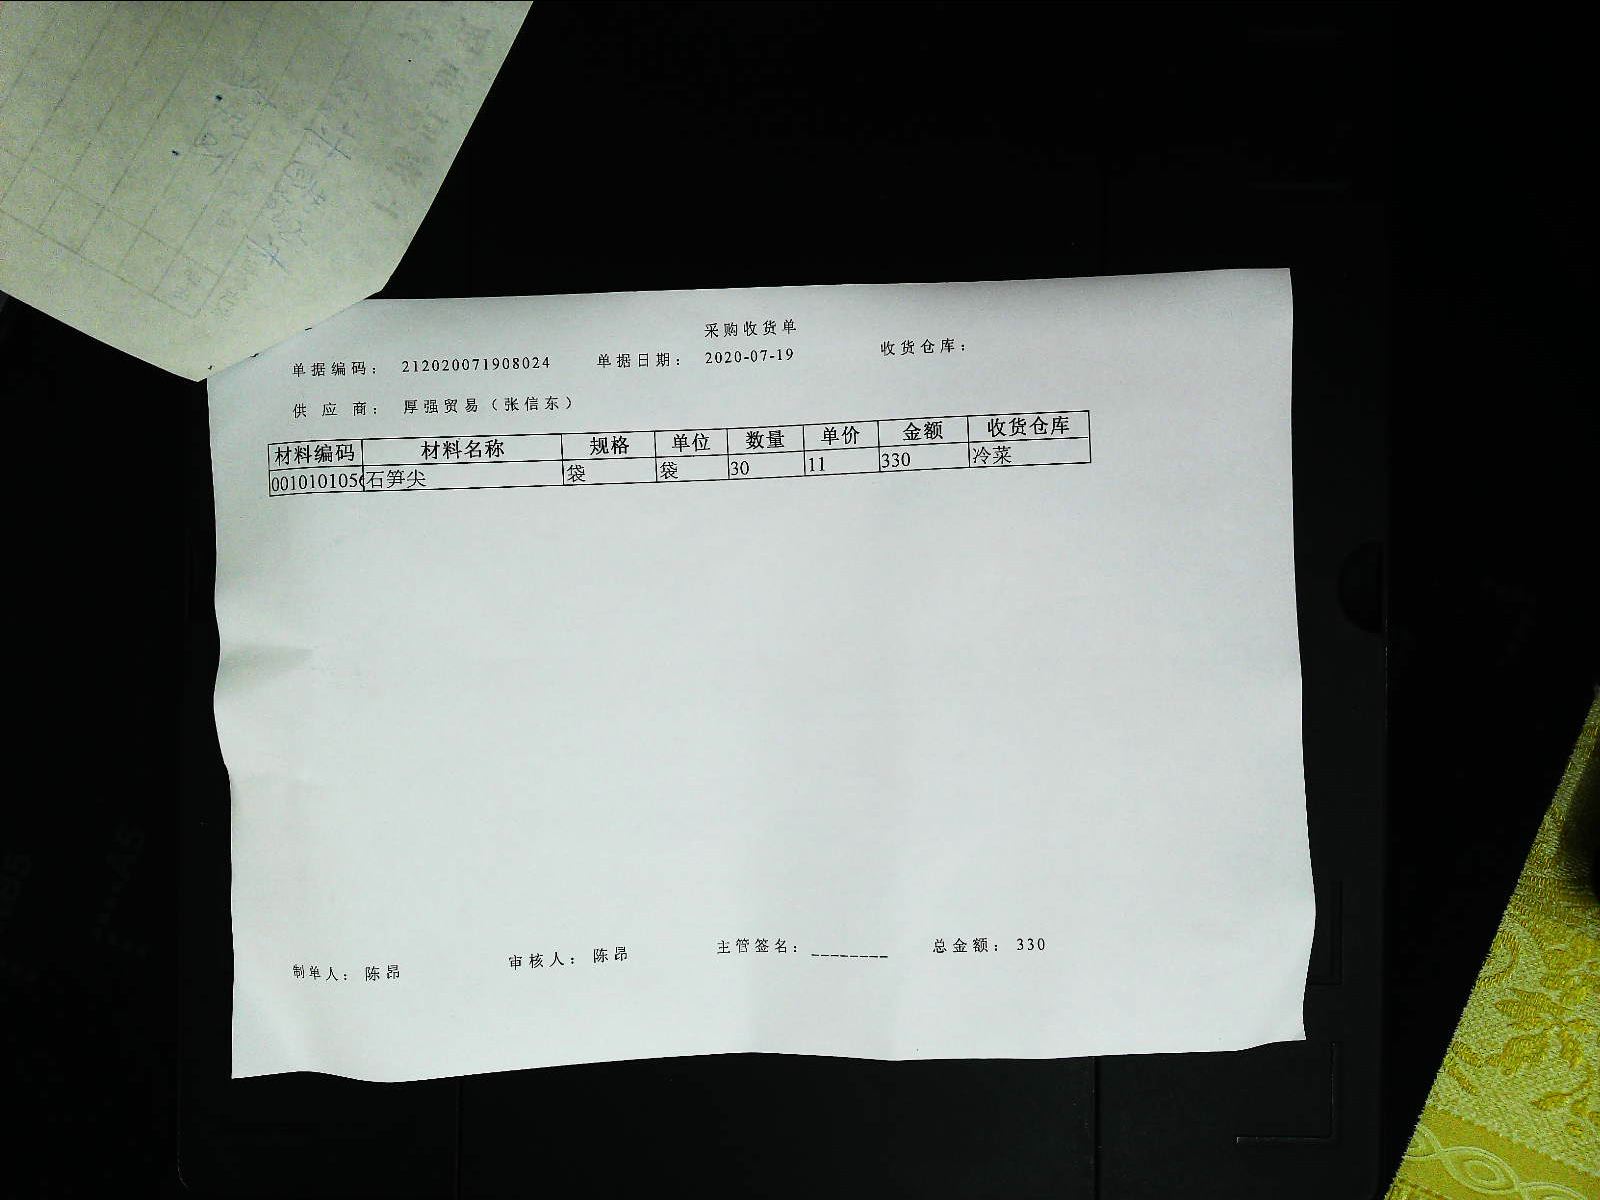 采购收货单
单据编码：212020071908024 单据日期：2020-07-19 收货仓库：
供应商：厚强贸易（张信东）
材料编码 材料名称 规格 单位 数量 单价 金额 收货仓库
001010105 石笋尖 袋 袋 30 11 330 冷菜
制单人：陈昂 审核人：陈昂 主管签名：________ 总金额：330